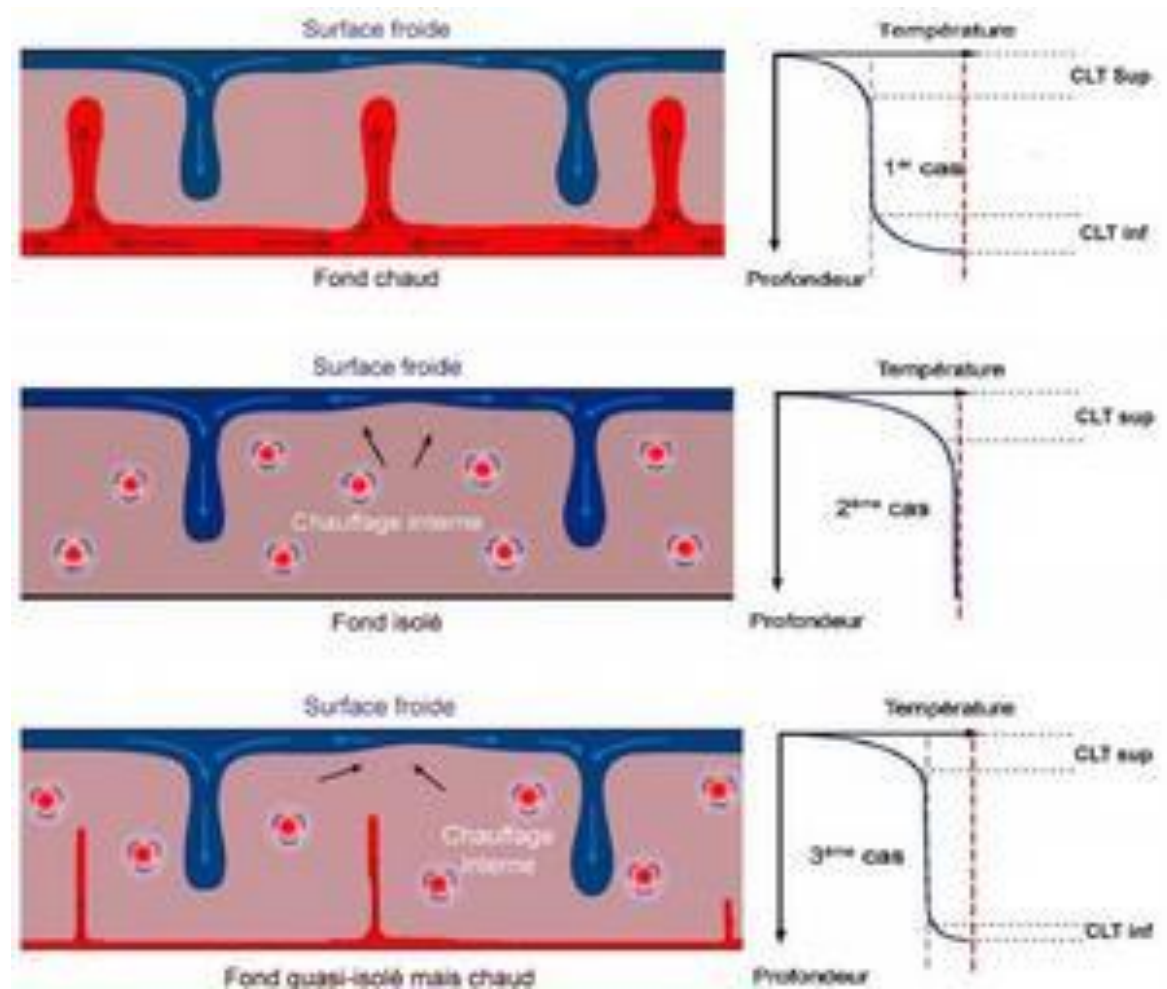 Surface froide
Température
CLT Sup
1er cas
CLT inf
Fond chaud
Profondeur
Surface froide
Température
CLT sup
Chauffage interne
2ème cas
Fond isolé
Profondeur
Surface froide
Température
CLT sup
Chauffage
interne
3ème cas
CLT inf
Fond quasi-isolé mais chaud
Profondeur